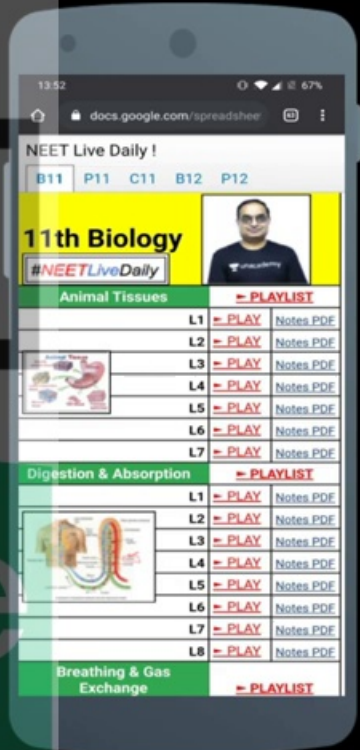 13:52 67%
docs.google.com/spreadshee
NEET Live Daily !
B11 P11 C11 B12 P12
11th Biology
unacademy
#NEETLiveDaily
Animal Tissues ► PLAYLIST
L1 ► PLAY Notes PDF
L2 ► PLAY Notes PDF
L3 ► PLAY Notes PDF
L4 ► PLAY Notes PDF
L5 ► PLAY Notes PDF
L6 ► PLAY Notes PDF
L7 ► PLAY Notes PDF
Digestion & Absorption ► PLAYLIST
L1 ► PLAY Notes PDF
L2 ► PLAY Notes PDF
L3 ► PLAY Notes PDF
L4 ► PLAY Notes PDF
L5 ► PLAY Notes PDF
L6 ► PLAY Notes PDF
L7 ► PLAY Notes PDF
L8 ► PLAY Notes PDF
Breathing & Gas
Exchange ► PLAYLIST